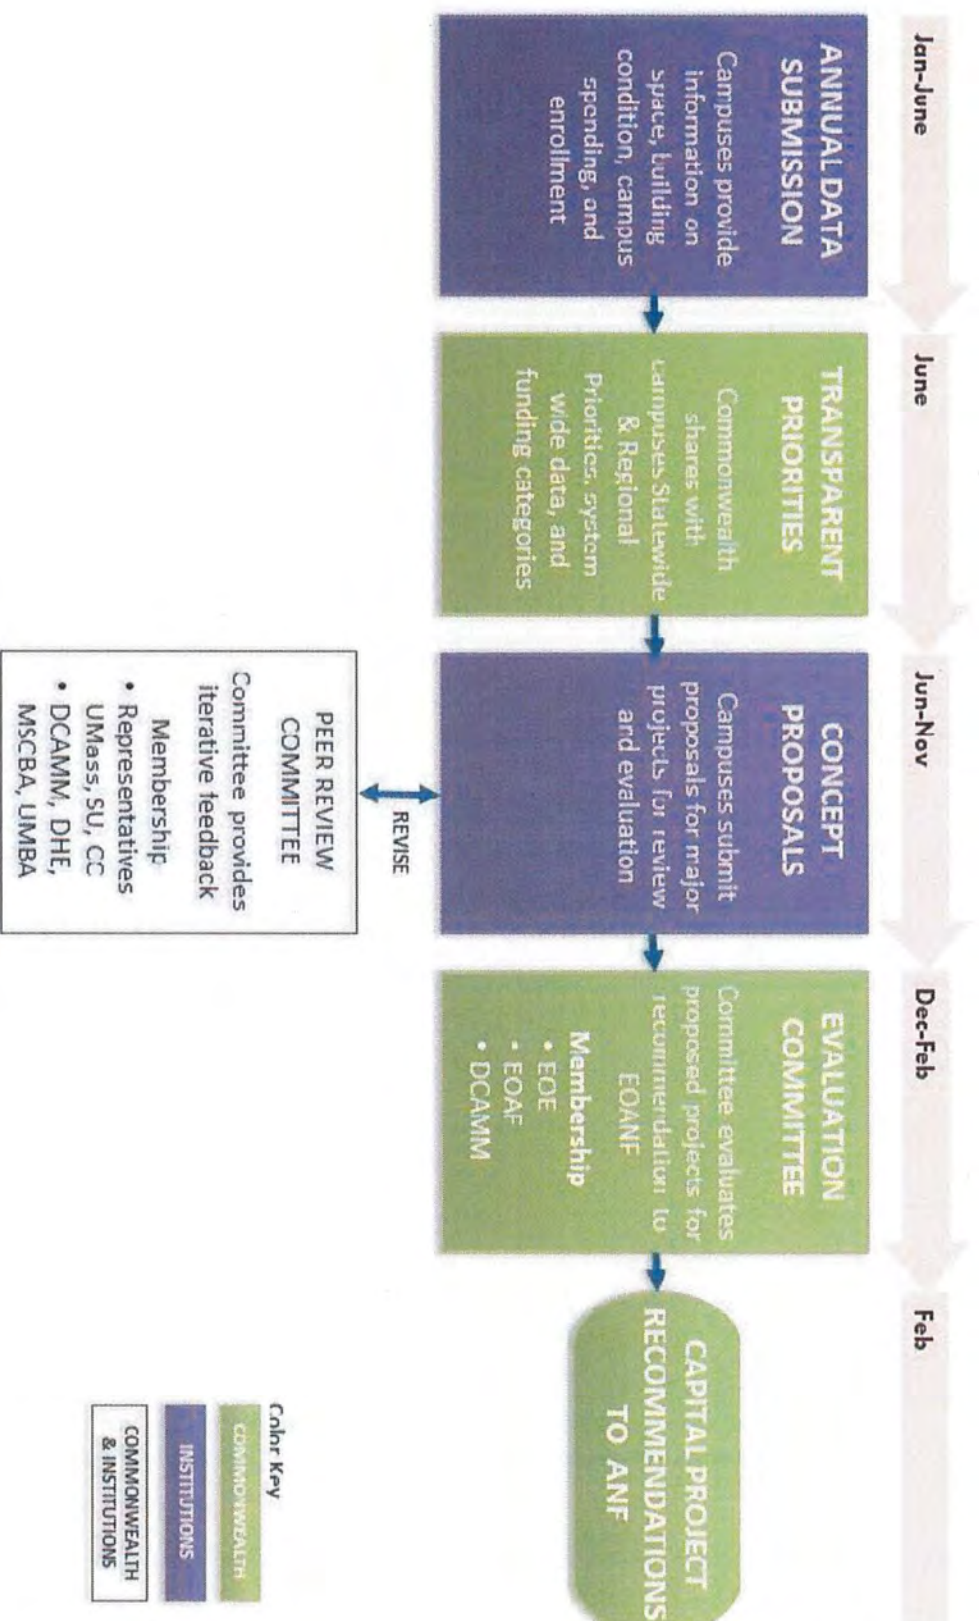 Jan-June
June
Jun-Nov
Dec-Feb
Feb
ANNUAL DATA
SUBMISSION
Campuses provide
information on
space, building
condition, campus
spending, and
enrollment
TRANSPARENT
PRIORITIES
Commonwealth
shares with
campuses Statewide
& Regional
Priorities, system
wide data, and
funding categories
CONCEPT
PROPOSALS
Campuses submit
proposals for major
projects for review
and evaluation
REVISE
PEER REVIEW
COMMITTEE
Committee provides
iterative feedback
Membership
• Representatives
UMass, SU, CC
• DCAMM, DHE,
MSCBA, UMBA
EVALUATION
COMMITTEE
Committee evaluates
proposed projects for
recommendation to
EOANF
Membership
• EOE
• EOAF
• DCAMM
CAPITAL PROJECT
RECOMMENDATIONS
TO ANF
Color Key
COMMONWEALTH
INSTITUTIONS
COMMONWEALTH
& INSTITUTIONS